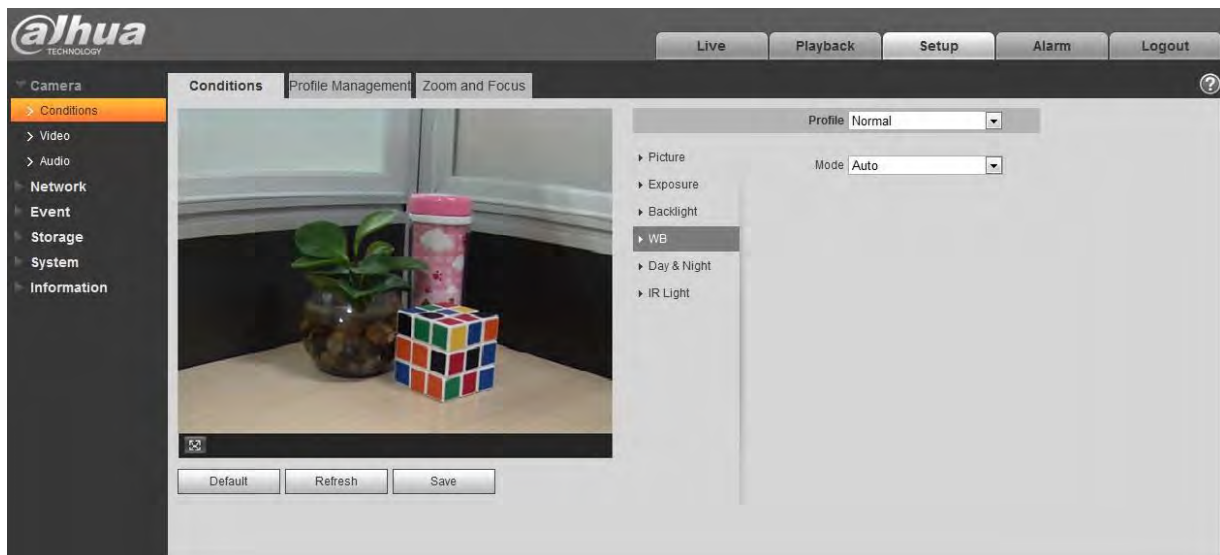 alhua
TECHNOLOGY
Live
Playback
Setup
Alarm
Logout
Camera
Conditions
Video
Audio
Network
Event
Storage
System
Information
Conditions
Profile Management
Zoom and Focus
?
Profile Normal
Picture
Exposure
Backlight
WB
Day & Night
IR Light
Mode Auto
Default
Refresh
Save